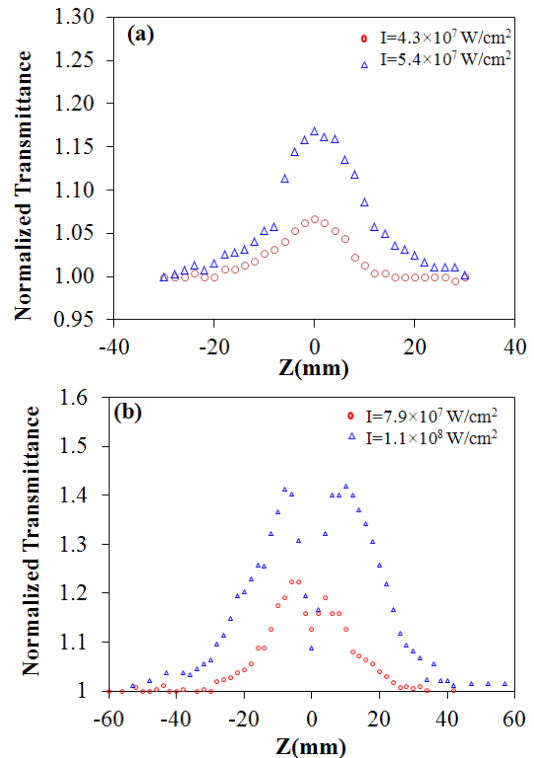 (a)
I=4.3×10⁷ W/cm²
I=5.4×10⁷ W/cm²
Normalized Transmittance
1.30
1.25
1.20
1.15
1.10
1.05
1.00
0.95
-40 -20 0 20 40
Z(mm)
(b)
I=7.9×10⁷ W/cm²
I=1.1×10⁸ W/cm²
Normalized Transmittance
1.6
1.5
1.4
1.3
1.2
1.1
1
-60 -40 -20 0 20 40 60
Z(mm)